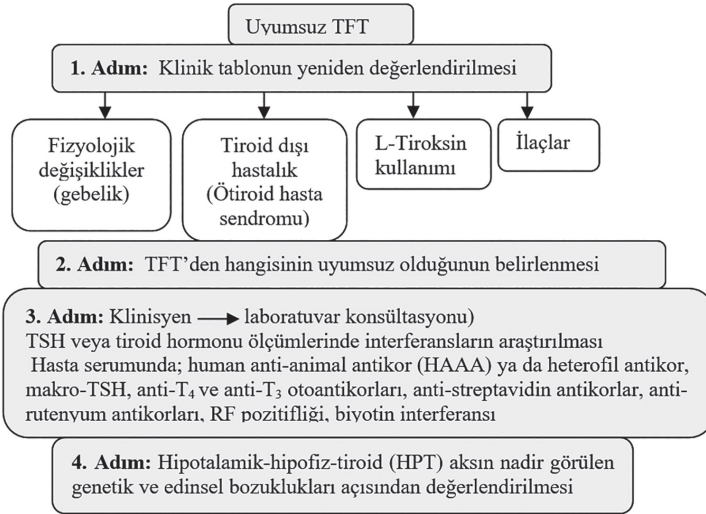 Uyumsuz TFT
1. Adım: Klinik tablonun yeniden değerlendirilmesi
Fizyolojik
değişiklikler
(gebelik)
Tiroid dışı
hastalık
(Ötiroid hasta
sendromu)
L-Tiroksin
kullanımı
İlaçlar
2. Adım: TFT’den hangisinin uyumsuz olduğunun belirlenmesi
3. Adım: Klinisyen → laboratuvar konsültasyonu)
TSH veya tiroid hormonu ölçümlerinde interferansların araştırılması
Hasta serumunda; human anti-animal antikor (HAAA) ya da heterofil antikor,
makro-TSH, anti-T₄ ve anti-T₃ otoantikorları, anti-streptavidin antikorlar, anti-
rutenyum antikorları, RF pozitifliği, biyotin interferansı
4. Adım: Hipotalamik-hipofiz-tiroid (HPT) aksın nadir görülen
genetik ve edinsel bozuklukları açısından değerlendirilmesi